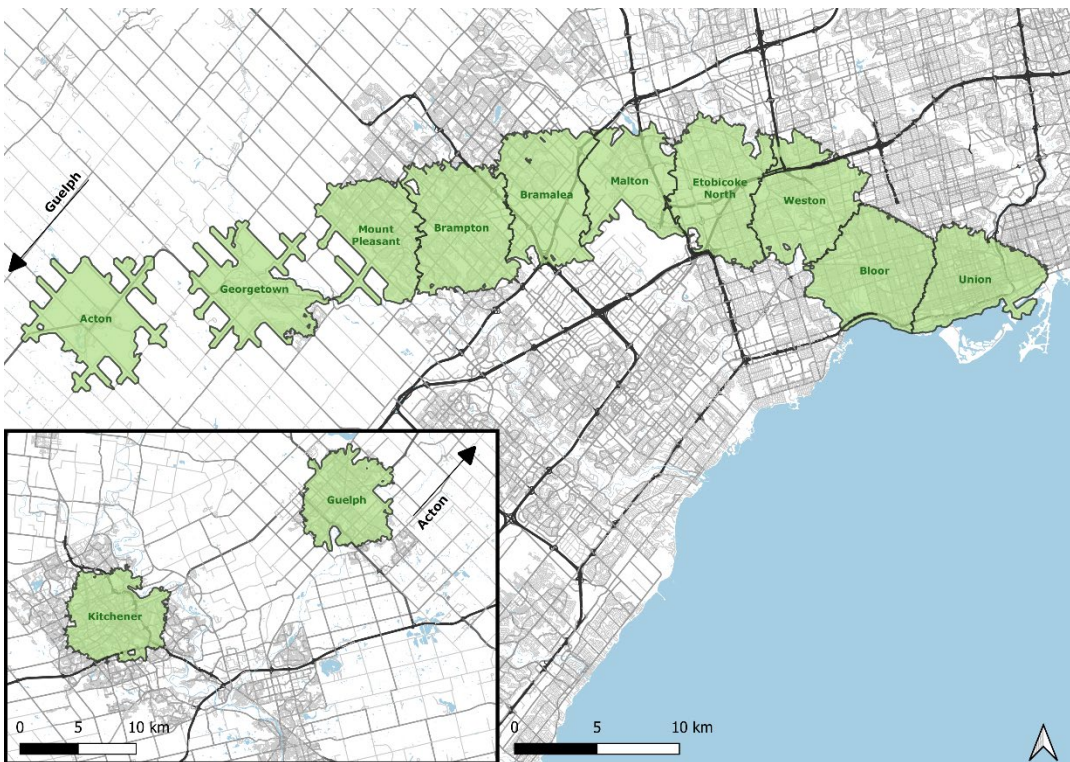 Guelph
Acton
Georgetown
Mount
Pleasant
Brampton
Bramalea
Malton
Etobicoke
North
Weston
Bloor
Union
Guelph
Acton
Kitchener
0 5 10 km
0 5 10 km